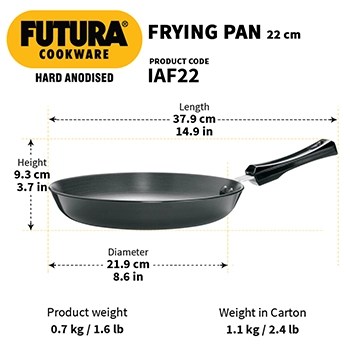 FUTURA®
COOKWARE
HARD ANODISED
FRYING PAN 22 cm
PRODUCT CODE
IAF22
Length
37.9 cm
14.9 in
Height
9.3 cm
3.7 in
Diameter
21.9 cm
8.6 in
Product weight
0.7 kg / 1.6 lb
Weight in Carton
1.1 kg / 2.4 lb